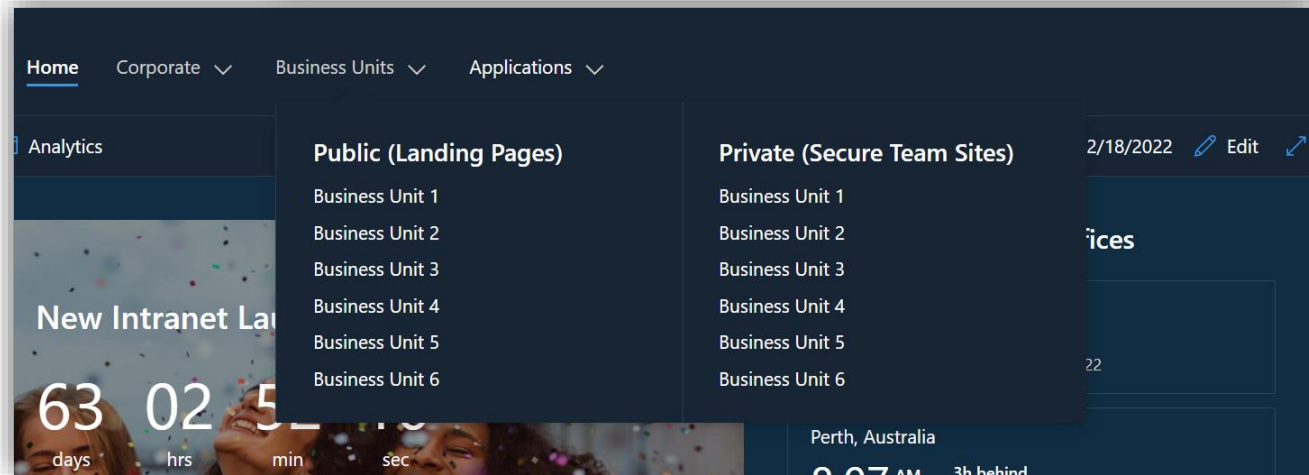 Home Corporate Business Units Applications
Analytics
2/18/2022 Edit
Public (Landing Pages)
Business Unit 1
Business Unit 2
Business Unit 3
Business Unit 4
Business Unit 5
Business Unit 6
Private (Secure Team Sites)
Business Unit 1
Business Unit 2
Business Unit 3
Business Unit 4
Business Unit 5
Business Unit 6
New Intranet
63 02
days hrs min sec
22
Perth, Australia
AM 3h behind